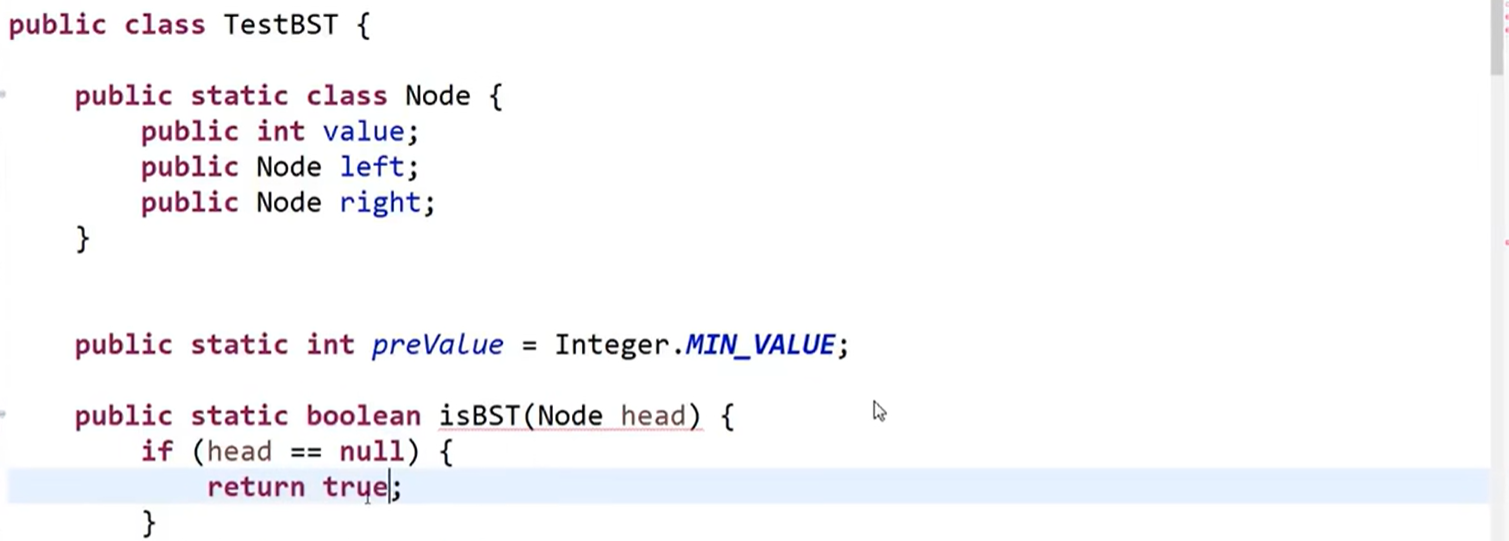 public class TestBST {
public static class Node {
public int value;
public Node left;
public Node right;
}
public static int preValue = Integer.MIN_VALUE;
public static boolean isBST(Node head) {
if (head == null) {
return true;
}